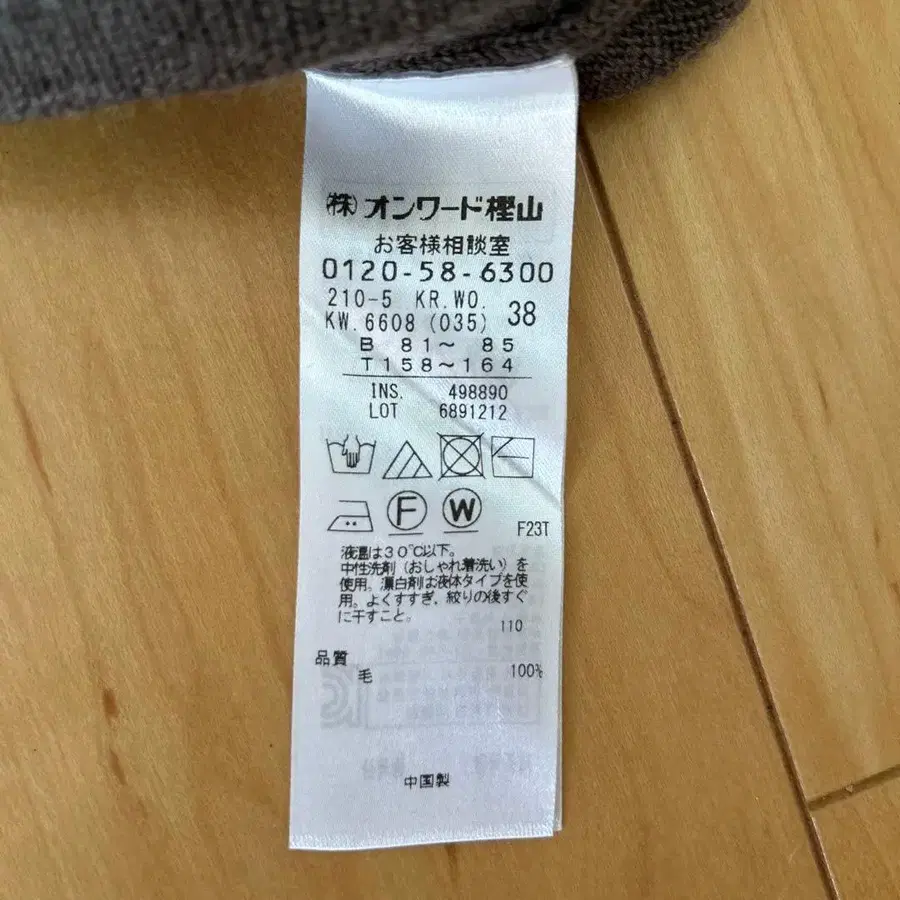 ㈱オンワード樫山
お客様相談室
0120-58-6300
210-5 KR.WO. 38
KW.6608 (035)
B 81～ 85
T158～164
INS. 498890
LOT 6891212
F
W
F23T
液温は30℃以下。
中性洗剤（おしゃれ着洗い）を
使用。漂白剤は液体タイプを使
用。よくすすぎ、絞りの後すぐ
に干すこと。
110
品質
毛 100%
中国製